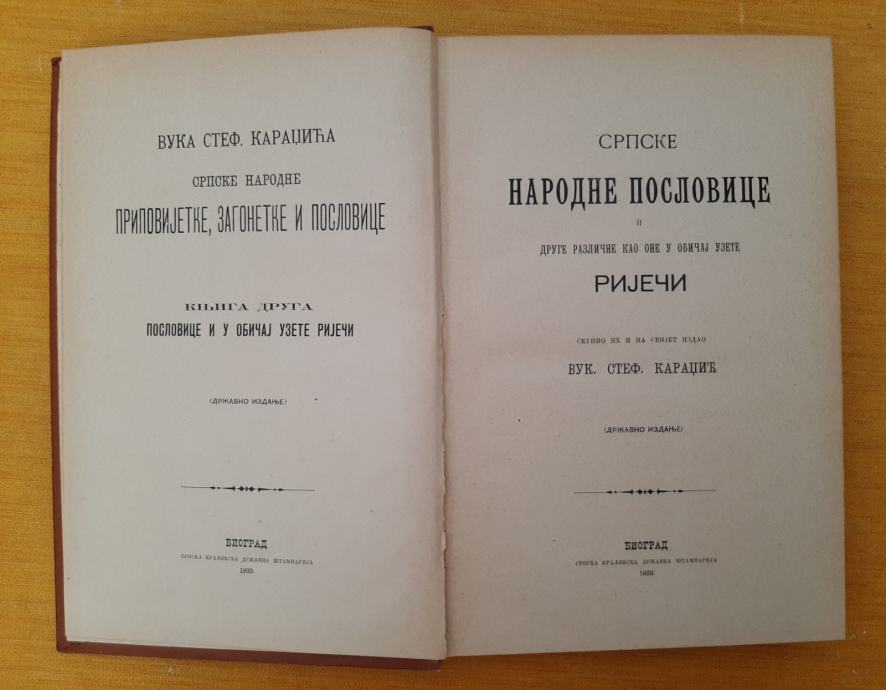 ВУКА СТЕФ. КАРАЏИЋА
СРПСКЕ НАРОДНЕ
ПРИПОВИЈЕТКЕ, ЗАГОНЕТКЕ И ПОСЛОВИЦЕ
КЊИГА ДРУГА
ПОСЛОВИЦЕ И У ОБИЧАЈ УЗЕТЕ РИЈЕЧИ
(ДРЖАВНО ИЗДАЊЕ)
БИОГРАД
СРПСКА КРАЉЕВСКА ДРЖАВНА ШТАМПАРИЈА
1900.
СРПСКЕ
НАРОДНЕ ПОСЛОВИЦЕ
И
ДРУГЕ РАЗЛИЧНЕ КАО ОНЕ У ОБИЧАЈ УЗЕТЕ
РИЈЕЧИ
СКУПИО ИХ И НА СВИЈЕТ ИЗДАО
ВУК. СТЕФ. КАРАЏИЋ
(ДРЖАВНО ИЗДАЊЕ)
БИОГРАД
СРПСКА КРАЉЕВСКА ДРЖАВНА ШТАМПАРИЈА
1900.